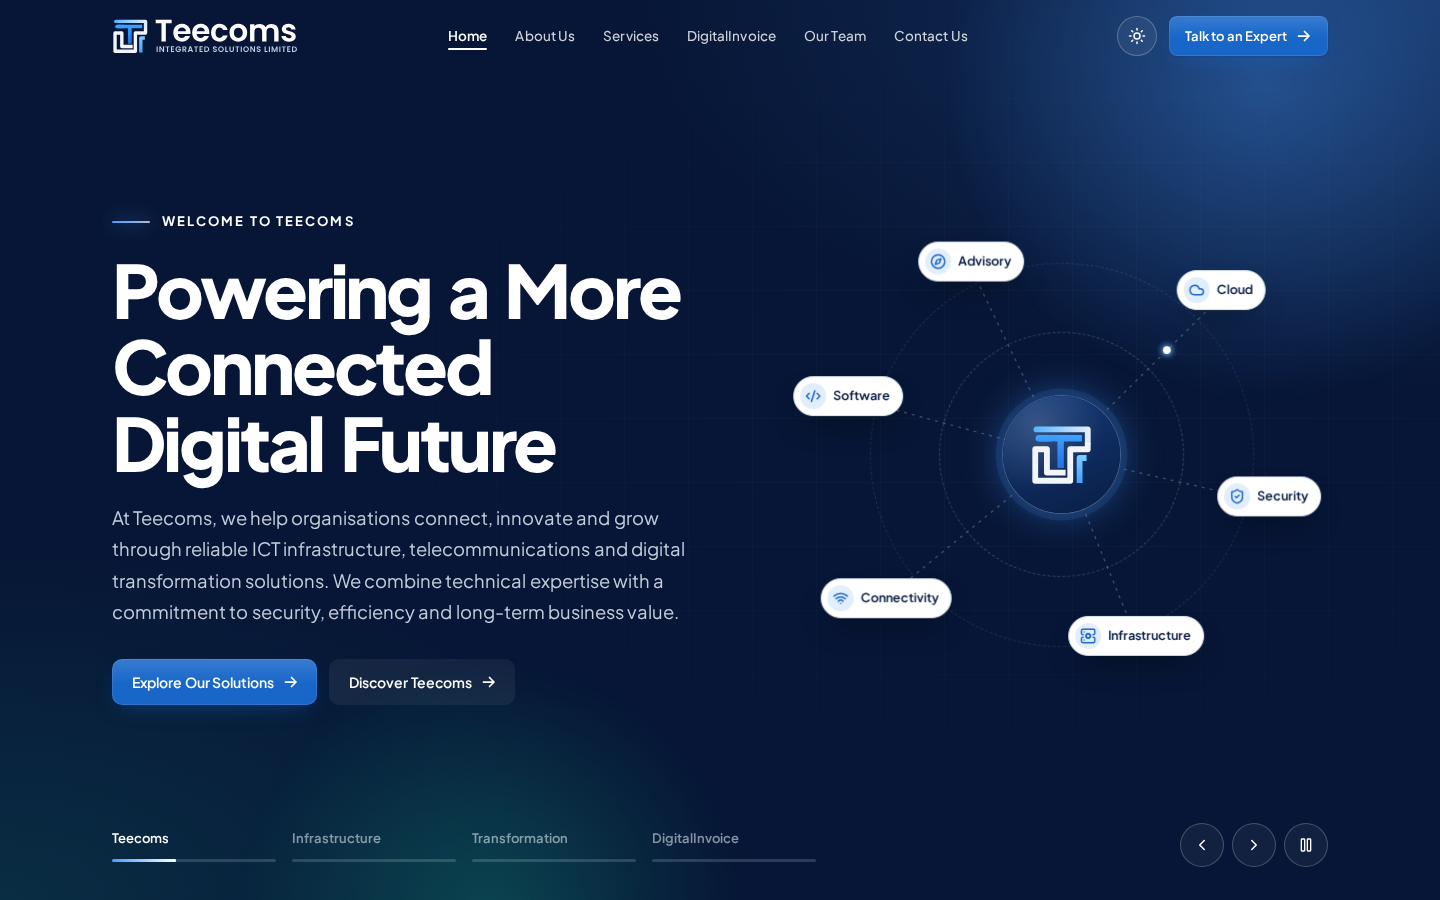 Teecoms
INTEGRATED SOLUTIONS LIMITED
Home
About Us
Services
DigitalInvoice
Our Team
Contact Us
Talk to an Expert
WELCOME TO TEECOMS
Powering a More
Connected
Digital Future
At Teecoms, we help organisations connect, innovate and grow
through reliable ICT infrastructure, telecommunications and digital
transformation solutions. We combine technical expertise with a
commitment to security, efficiency and long-term business value.
Explore Our Solutions
Discover Teecoms
Advisory
Cloud
Software
Security
Connectivity
Infrastructure
Teecoms
Infrastructure
Transformation
DigitalInvoice